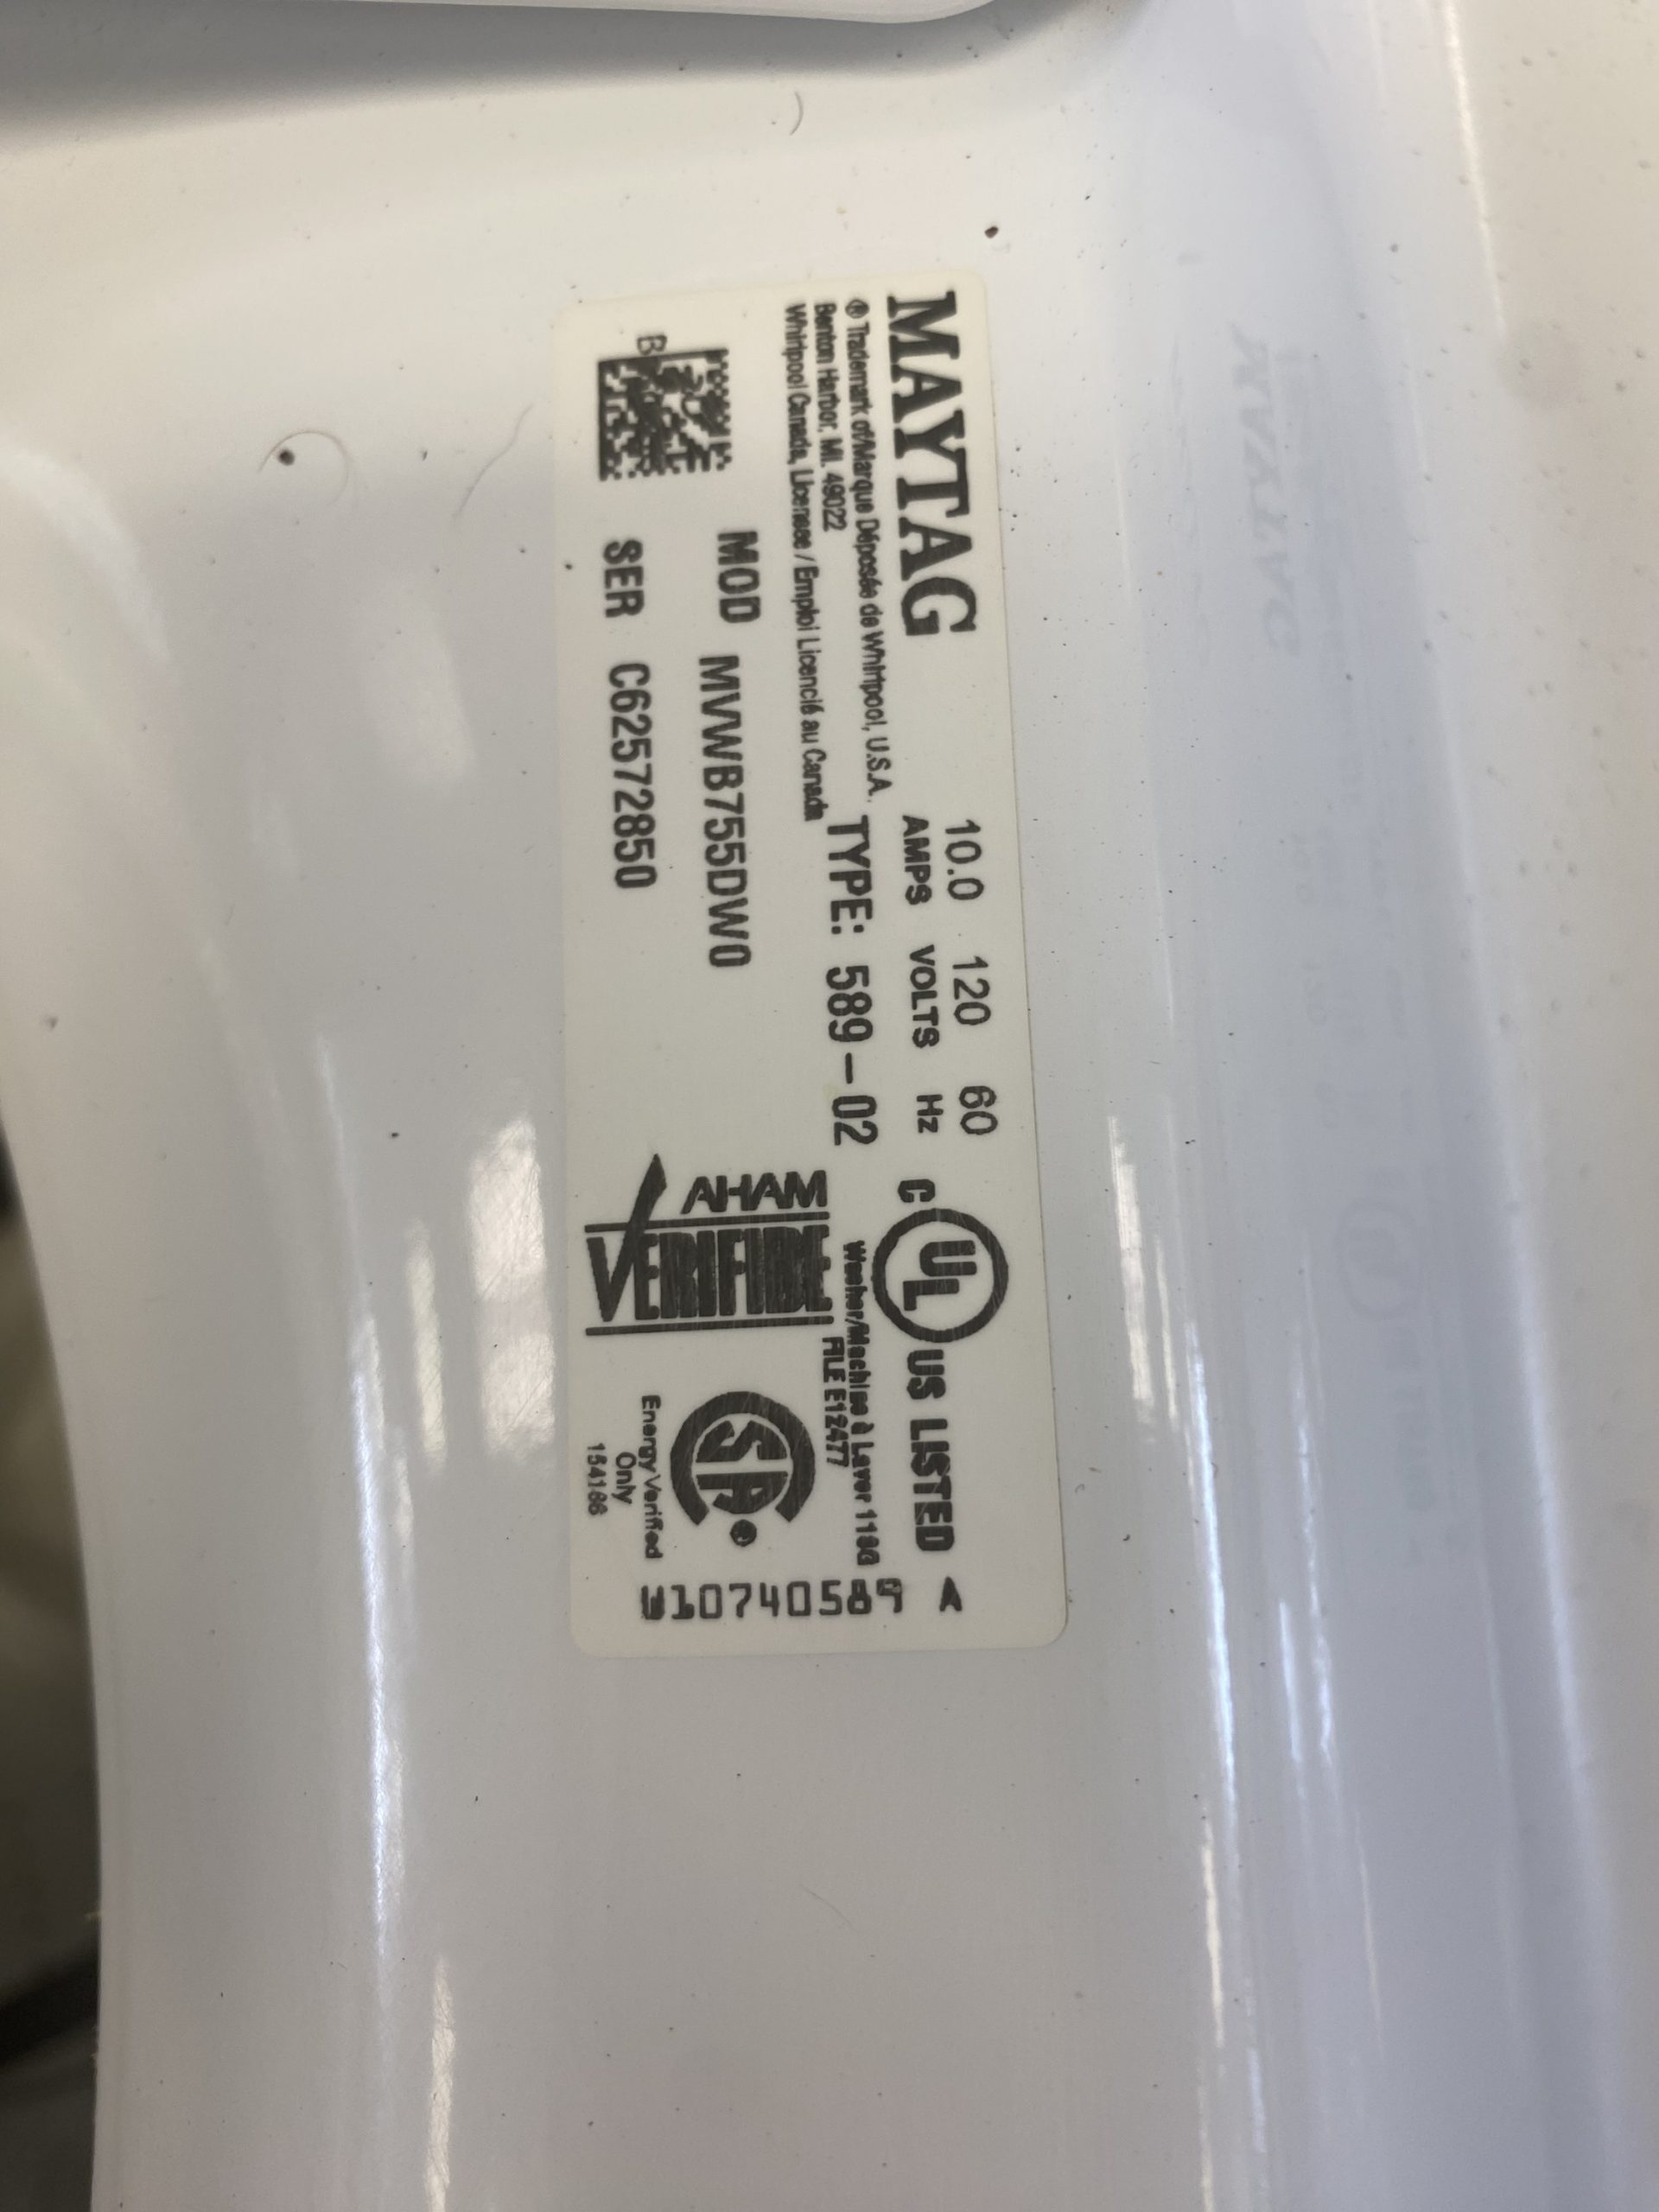 MAYTAG
® Trademark of/Marque Déposée de Whirlpool, U.S.A.
Benton Harbor, MI. 49022
Whirlpool Canada, Licensee / Emploi Licencié au Canada
10.0 120 60
AMPS VOLTS Hz
TYPE: 589-02
MOD MVWB755DW0
SER C62572850
B
C UL US LISTED
Washer/Machine à Laver 118G
FILE E12477
AHAM
VERIFIDE
CSA ®
Energy Verified
Only
154186
W10740589 A